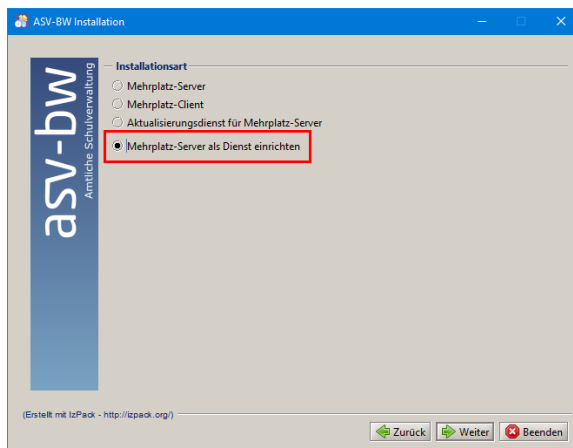 ASV-BW Installation
asv-bw
Amtliche Schulverwaltung
Installationsart
Mehrplatz-Server
Mehrplatz-Client
Aktualisierungsdienst für Mehrplatz-Server
Mehrplatz-Server als Dienst einrichten
(Erstellt mit IzPack - http://izpack.org/)
Zurück Weiter Beenden